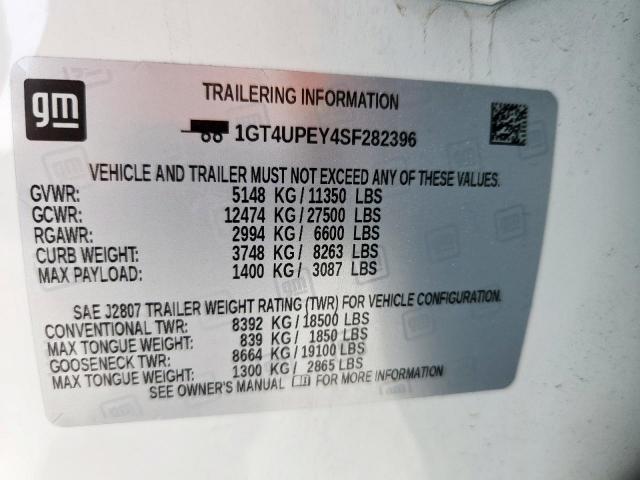 gm
TRAILERING INFORMATION
1GT4UPEY4SF282396
VEHICLE AND TRAILER MUST NOT EXCEED ANY OF THESE VALUES.
GVWR: 5148 KG / 11350 LBS
GCWR: 12474 KG / 27500 LBS
RGAWR: 2994 KG / 6600 LBS
CURB WEIGHT: 3748 KG / 8263 LBS
MAX PAYLOAD: 1400 KG / 3087 LBS
SAE J2807 TRAILER WEIGHT RATING (TWR) FOR VEHICLE CONFIGURATION.
CONVENTIONAL TWR: 8392 KG / 18500 LBS
MAX TONGUE WEIGHT: 839 KG / 1850 LBS
GOOSENECK TWR: 8664 KG / 19100 LBS
MAX TONGUE WEIGHT: 1300 KG / 2865 LBS
SEE OWNER'S MANUAL FOR MORE INFORMATION